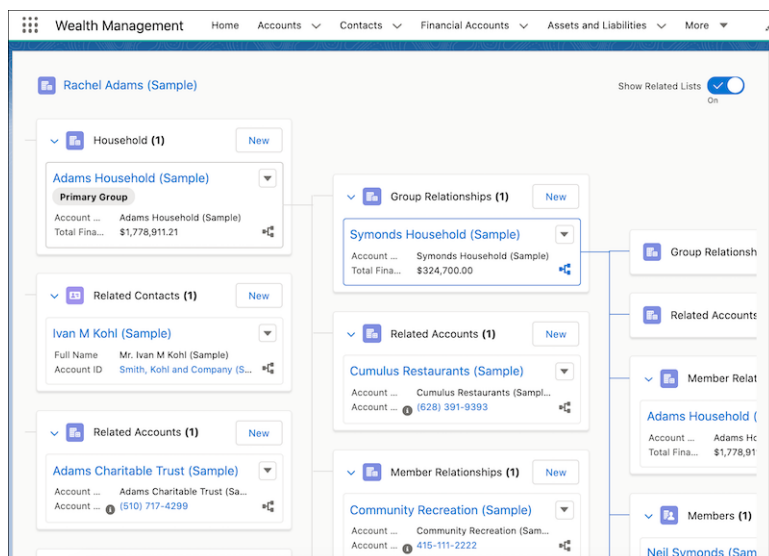 Wealth Management Home Accounts Contacts Financial Accounts Assets and Liabilities More
Rachel Adams (Sample)
Show Related Lists
On
Household (1) New
Adams Household (Sample)
Primary Group
Account ... Adams Household (Sample)
Total Fina... $1,778,911.21
Related Contacts (1) New
Ivan M Kohl (Sample)
Full Name Mr. Ivan M Kohl (Sample)
Account ID Smith, Kohl and Company (S...
Related Accounts (1) New
Adams Charitable Trust (Sample)
Account ... Adams Charitable Trust (Sa...
Account ... (510) 717-4299
Group Relationships (1) New
Symonds Household (Sample)
Account ... Symonds Household (Sample)
Total Fina... $324,700.00
Related Accounts (1) New
Cumulus Restaurants (Sample)
Account ... Cumulus Restaurants (Sampl...
Account ... (628) 391-9393
Member Relationships (1) New
Community Recreation (Sample)
Account ... Community Recreation (Sam...
Account ... 415-111-2222
Group Relationsh
Related Accounts
Member Relat
Adams Household (
Account ... Adams Ho
Total Fina... $1,778,91
Members (1)
Neil Symonds (Sam